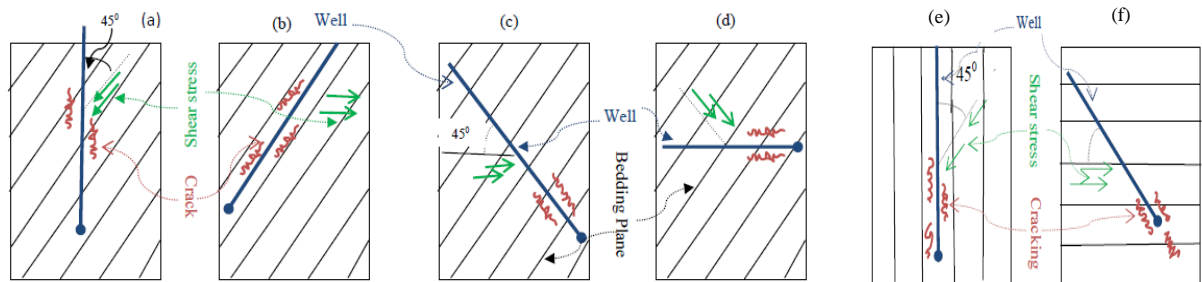 (a)
(b)
(c)
(d)
(e)
(f)
45⁰
Well
Well
Shear stress
Crack
45⁰
Well
Bedding Plane
45⁰
Shear stress
Cracking